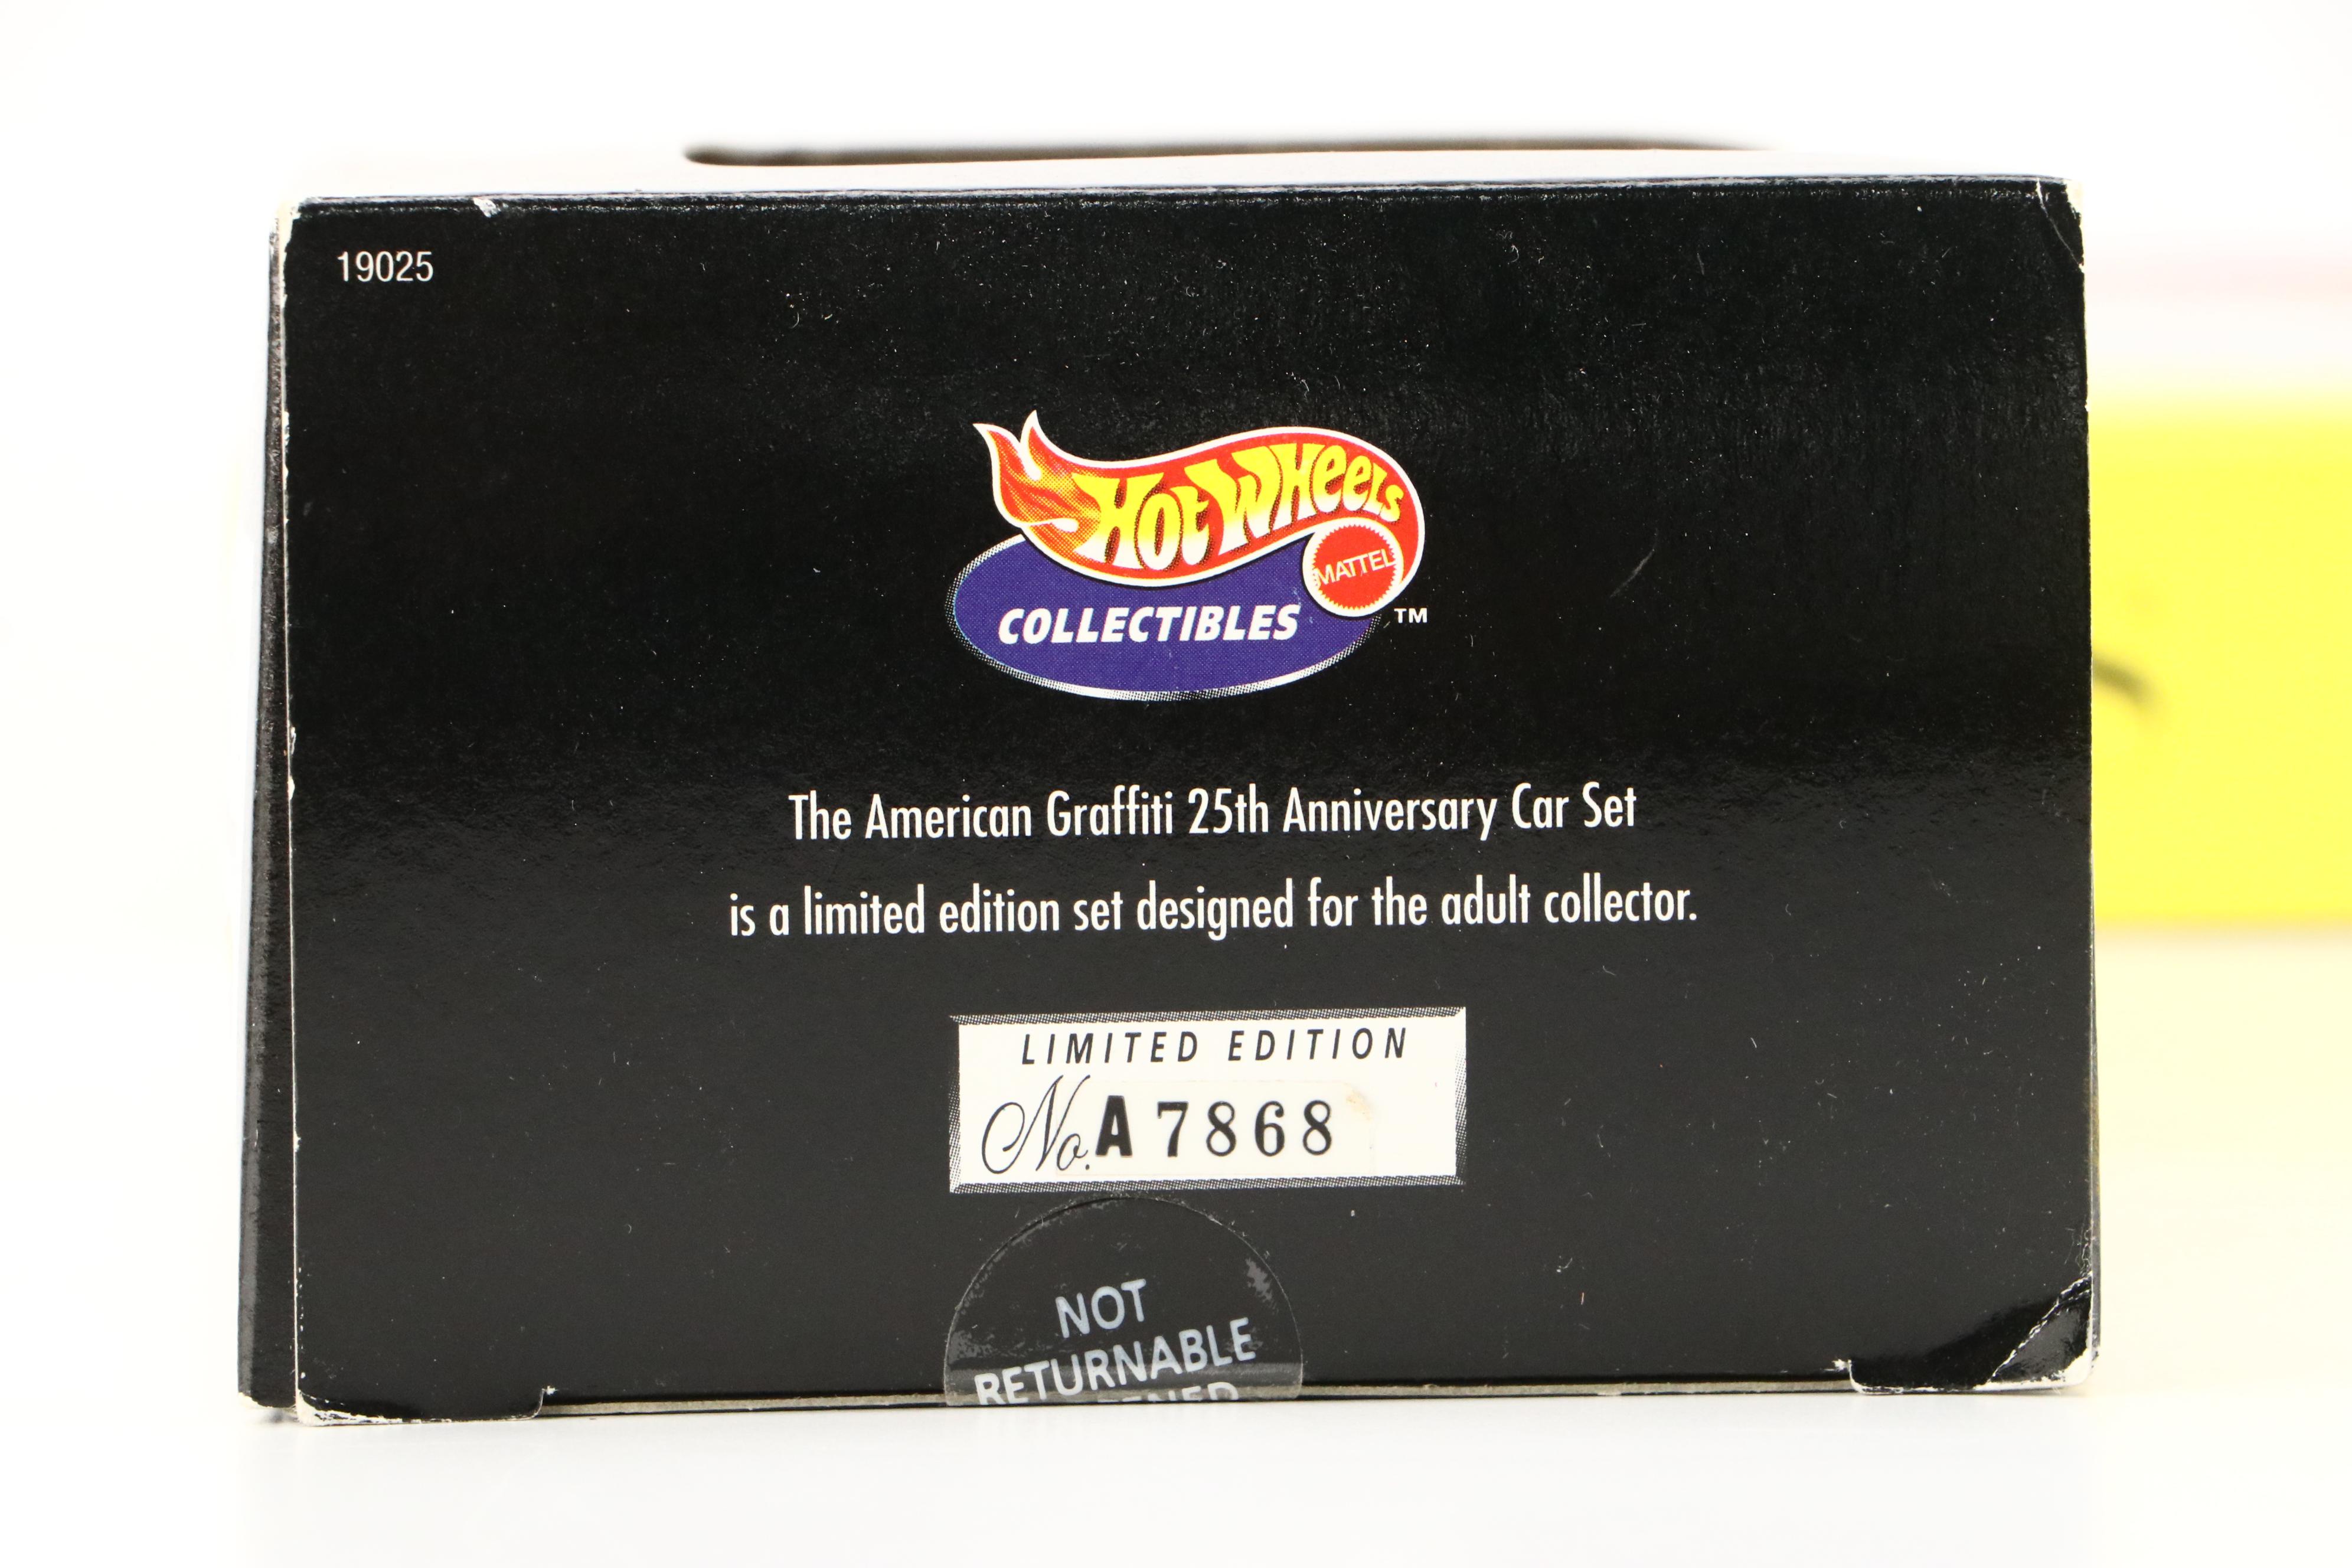 19025
HOT WHEELS
MATTEL
COLLECTIBLES TM
The American Graffiti 25th Anniversary Car Set
is a limited edition set designed for the adult collector.
LIMITED EDITION
No. A 7868
NOT
RETURNABLE